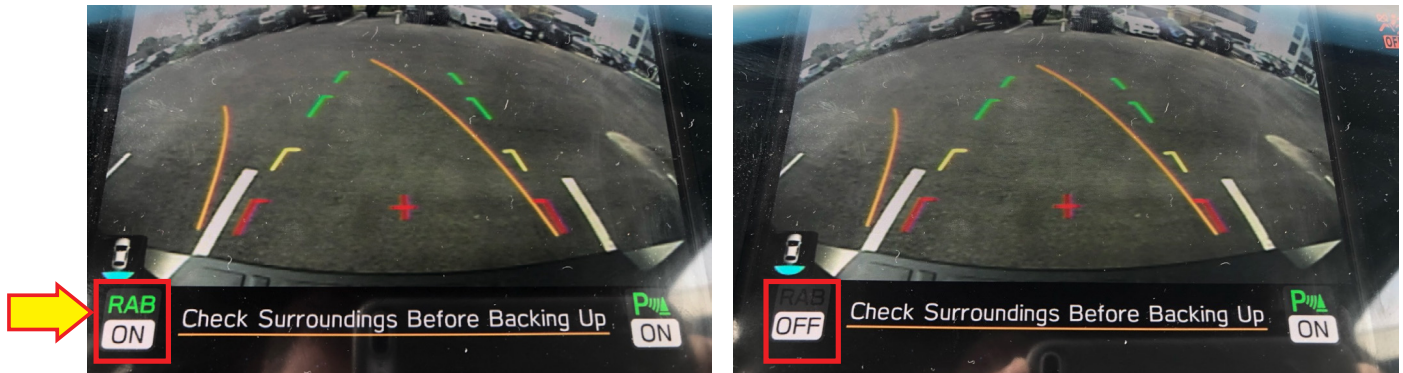 RAB
ON
Check Surroundings Before Backing Up
P
ON
RAB
OFF
Check Surroundings Before Backing Up
P
ON